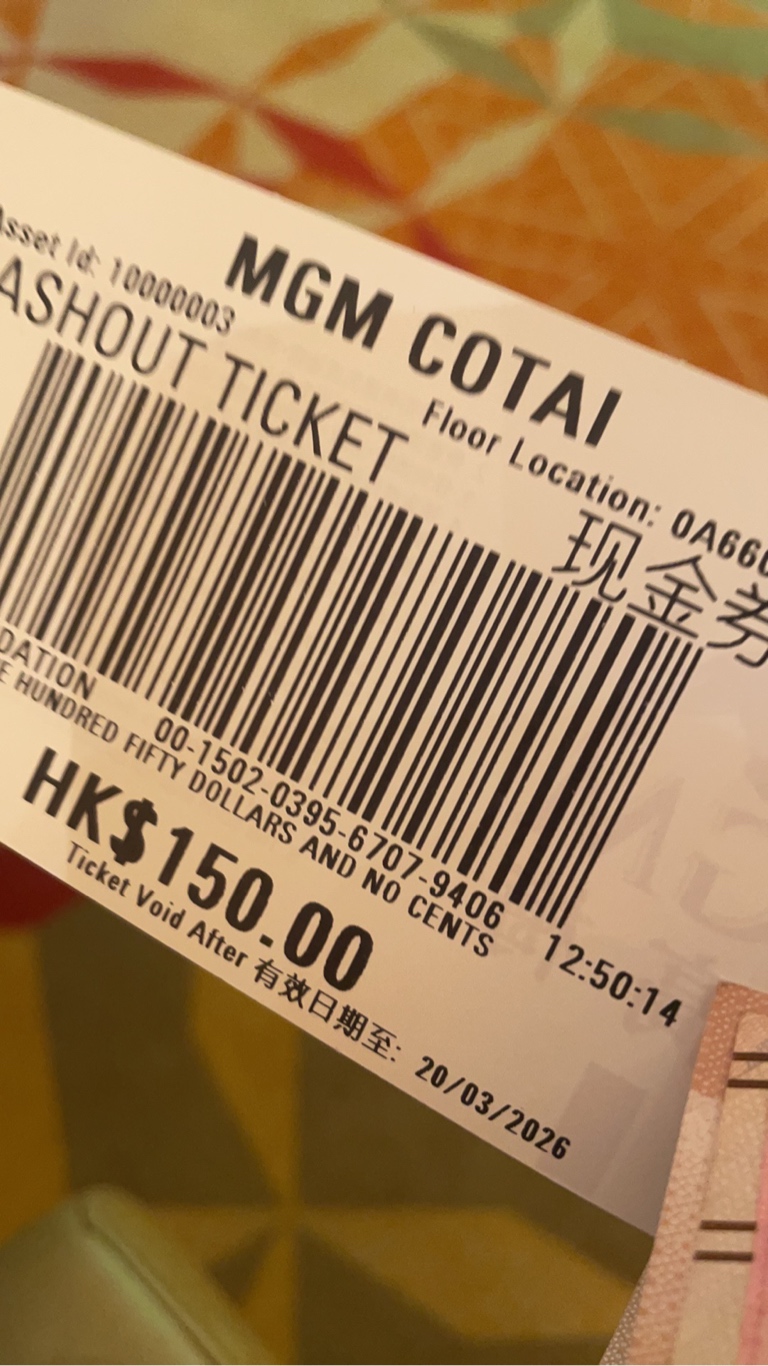 MGM COTAI
Asset Id: 10000003
Floor Location: 0A660
ASHOUT TICKET
现金券
DATION 00-1502-0395-6707-9406 12:50:14
E HUNDRED FIFTY DOLLARS AND NO CENTS
HK$150.00
Ticket Void After 有效日期至: 20/03/2026